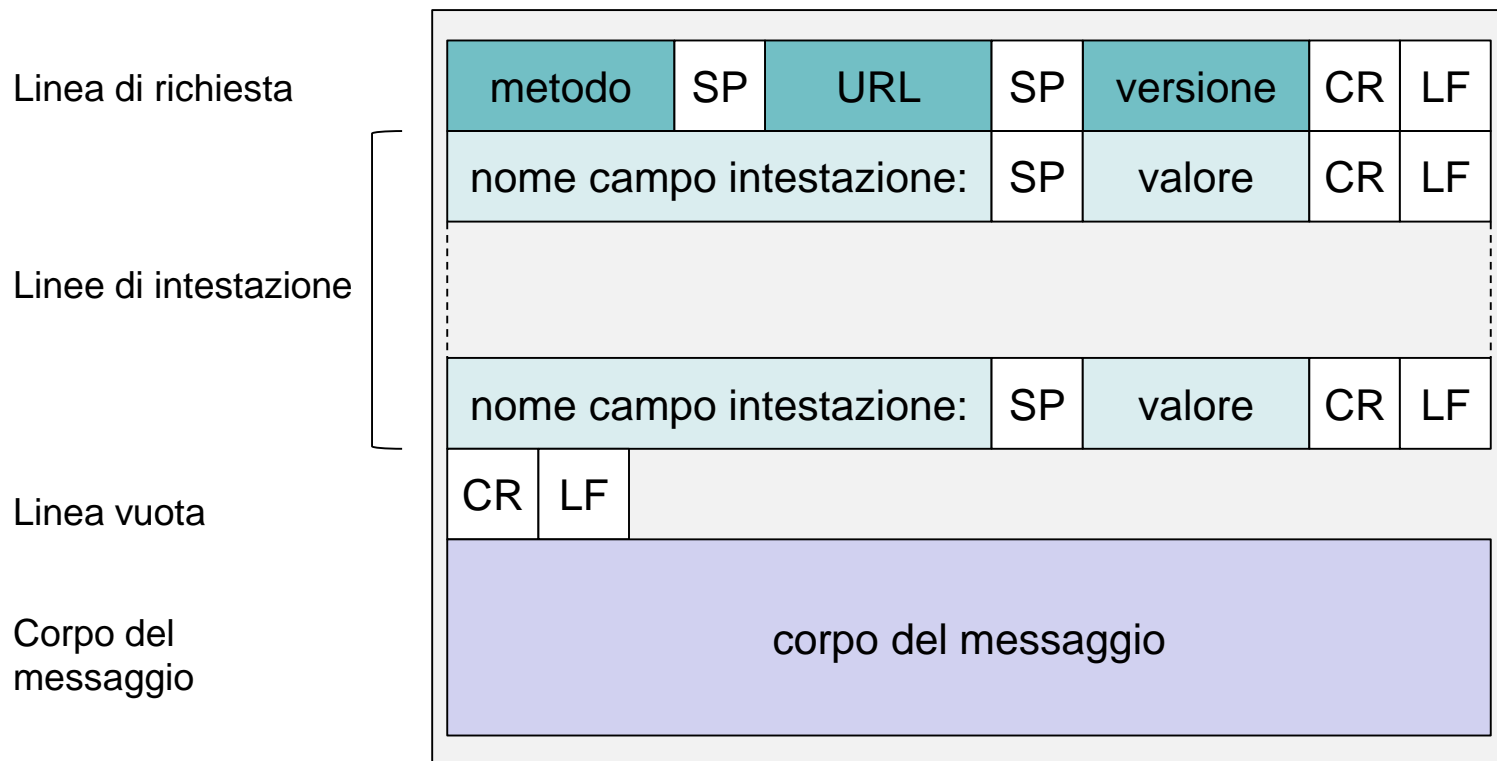 Linea di richiesta
metodo SP URL SP versione CR LF
nome campo intestazione: SP valore CR LF
Linee di intestazione
nome campo intestazione: SP valore CR LF
Linea vuota
CR LF
Corpo del
messaggio
corpo del messaggio